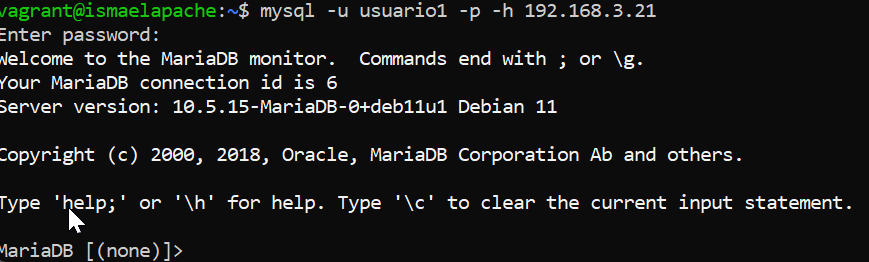 vagrant@ismaelapache:~$ mysql -u usuario1 -p -h 192.168.3.21
Enter password:
Welcome to the MariaDB monitor.  Commands end with ; or \g.
Your MariaDB connection id is 6
Server version: 10.5.15-MariaDB-0+deb11u1 Debian 11
Copyright (c) 2000, 2018, Oracle, MariaDB Corporation Ab and others.
Type 'help;' or '\h' for help. Type '\c' to clear the current input statement.
MariaDB [(none)]>